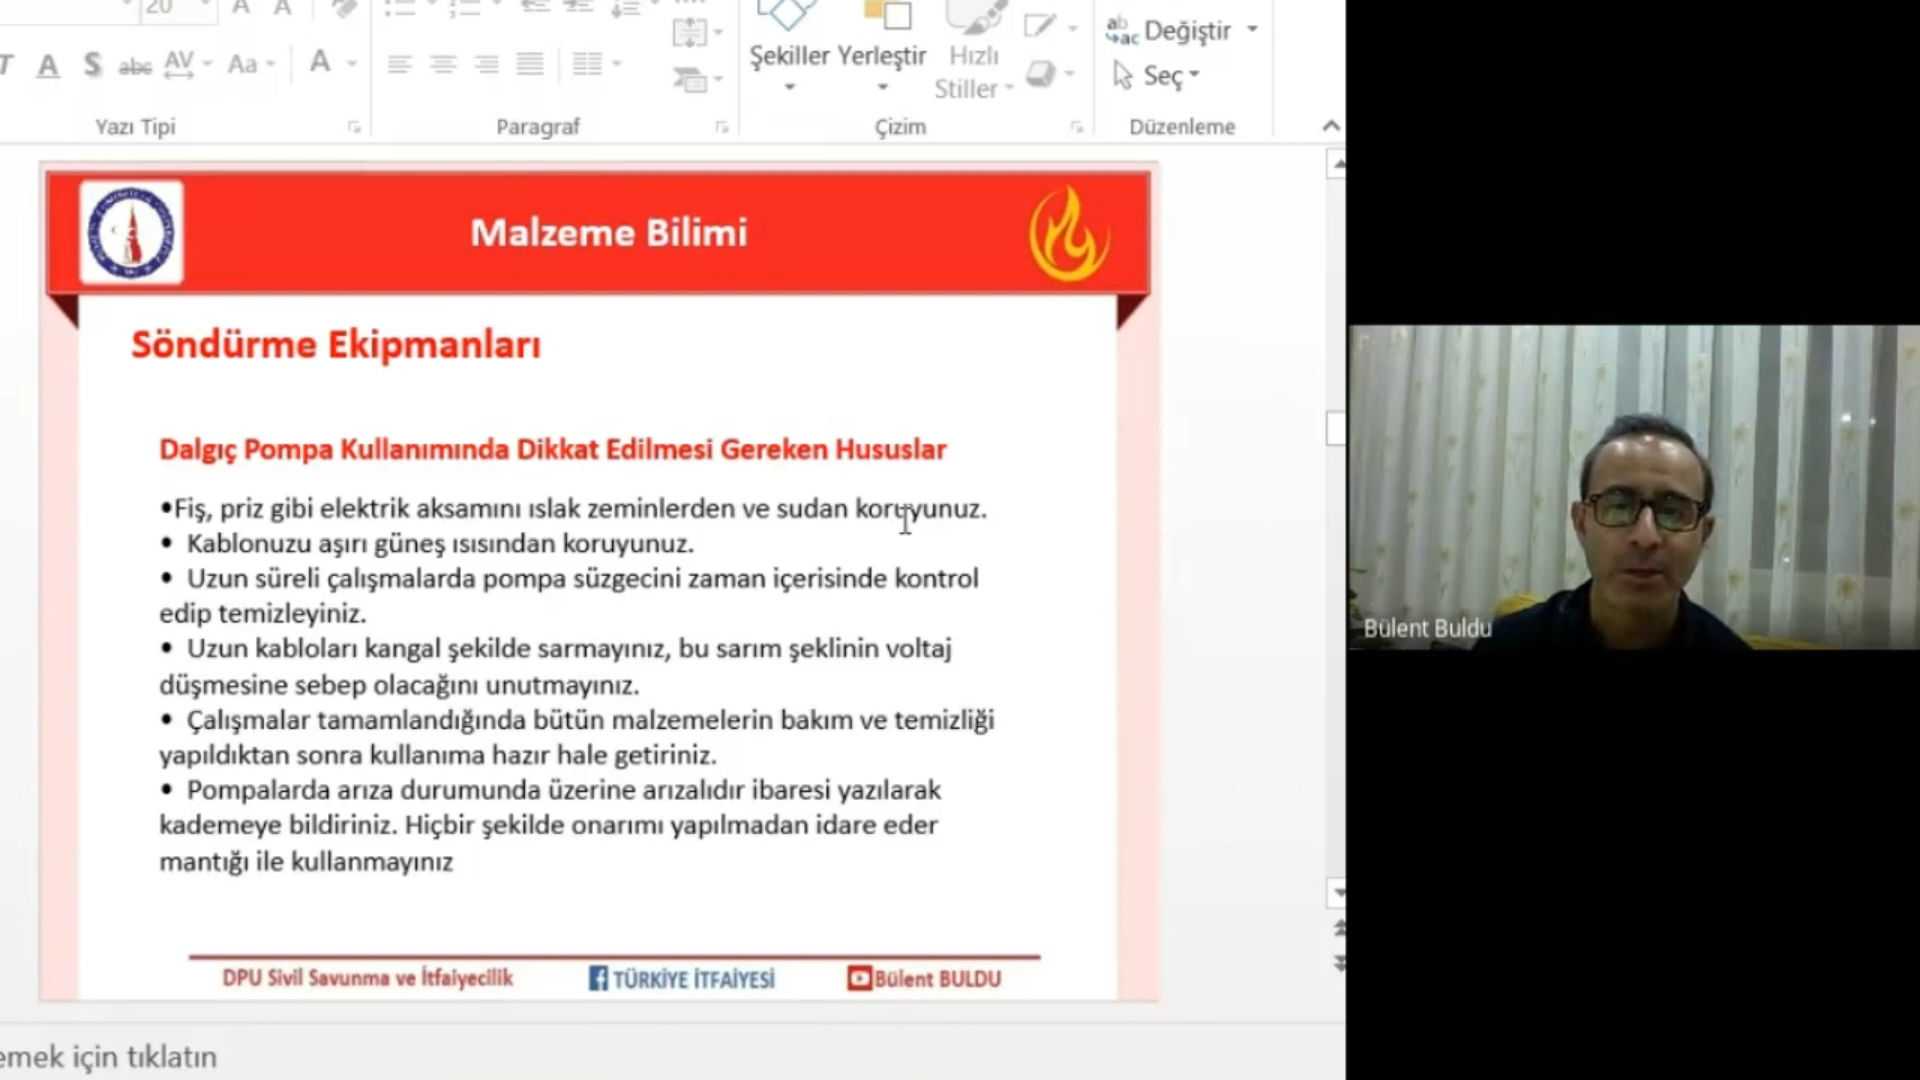 20
Şekiller Yerleştir Hızlı Stiller
Değiştir
Seç
Yazı Tipi
Paragraf
Çizim
Düzenleme
Malzeme Bilimi
Söndürme Ekipmanları
Dalgıç Pompa Kullanımında Dikkat Edilmesi Gereken Hususlar
•Fiş, priz gibi elektrik aksamını ıslak zeminlerden ve sudan koruyunuz.
• Kablonuzu aşırı güneş ısısından koruyunuz.
• Uzun süreli çalışmalarda pompa süzgecini zaman içerisinde kontrol
edip temizleyiniz.
• Uzun kabloları kangal şekilde sarmayınız, bu sarım şeklinin voltaj
düşmesine sebep olacağını unutmayınız.
• Çalışmalar tamamlandığında bütün malzemelerin bakım ve temizliği
yapıldıktan sonra kullanıma hazır hale getiriniz.
• Pompalarda arıza durumunda üzerine arızalıdır ibaresi yazılarak
kademeye bildiriniz. Hiçbir şekilde onarımı yapılmadan idare eder
mantığı ile kullanmayınız
DPU Sivil Savunma ve İtfaiyecilik
TÜRKİYE İTFAİYESİ
Bülent BULDU
Bülent Buldu
emek için tıklatın